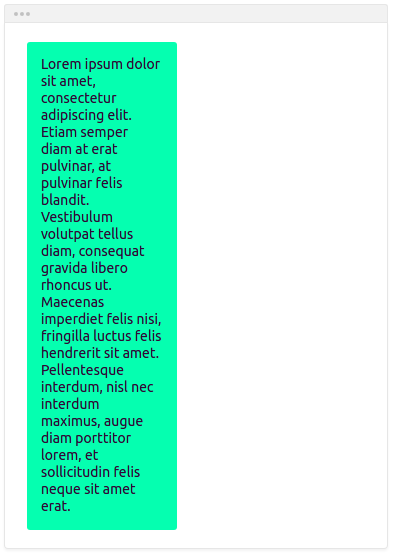 Lorem ipsum dolor
sit amet,
consectetur
adipiscing elit.
Etiam semper
diam at erat
pulvinar, at
pulvinar felis
blandit.
Vestibulum
volutpat tellus
diam, consequat
gravida libero
rhoncus ut.
Maecenas
imperdiet felis nisi,
fringilla luctus felis
hendrerit sit amet.
Pellentesque
interdum, nisl nec
interdum
maximus, augue
diam porttitor
lorem, et
sollicitudin felis
neque sit amet
erat.